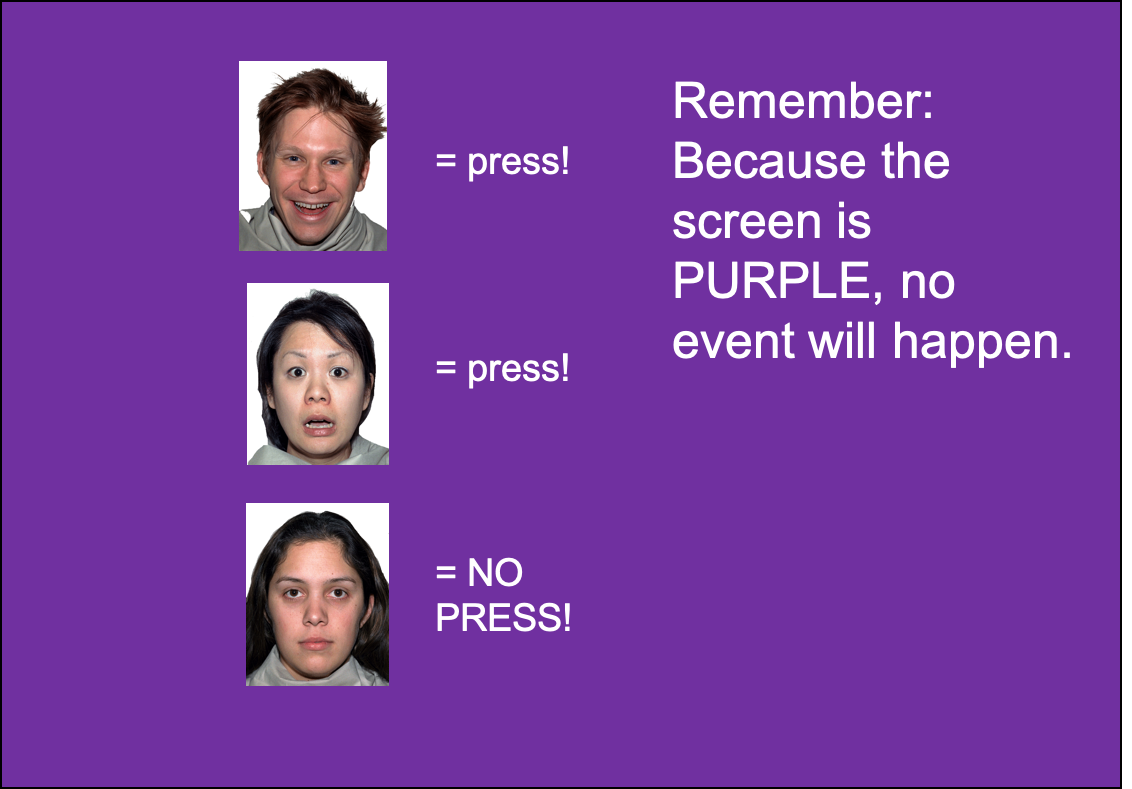 = press!
= press!
= NO
PRESS!
Remember:
Because the
screen is
PURPLE, no
event will happen.